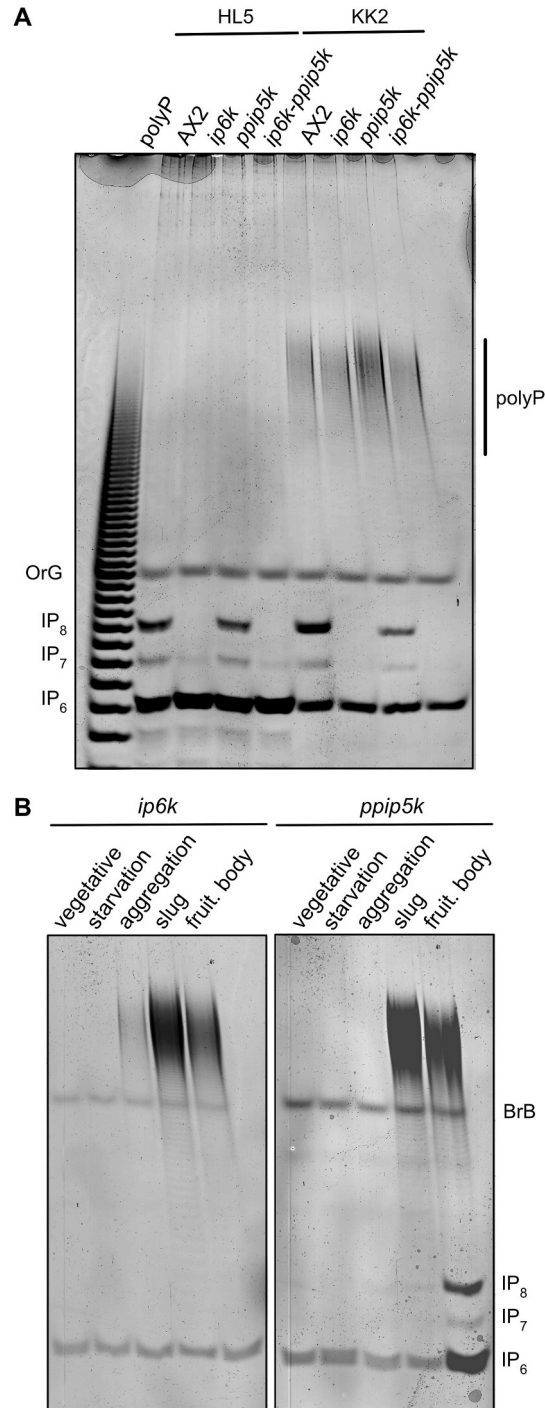 A
HL5 KK2
polyP AX2 ip6k ppip5k ip6k-ppip5k AX2 ip6k ppip5k ip6k-ppip5k
polyP
OrG
IP8
IP7
IP6
B
ip6k ppip5k
vegetative starvation aggregation slug fruit. body vegetative starvation aggregation slug fruit. body
BrB
IP8
IP7
IP6